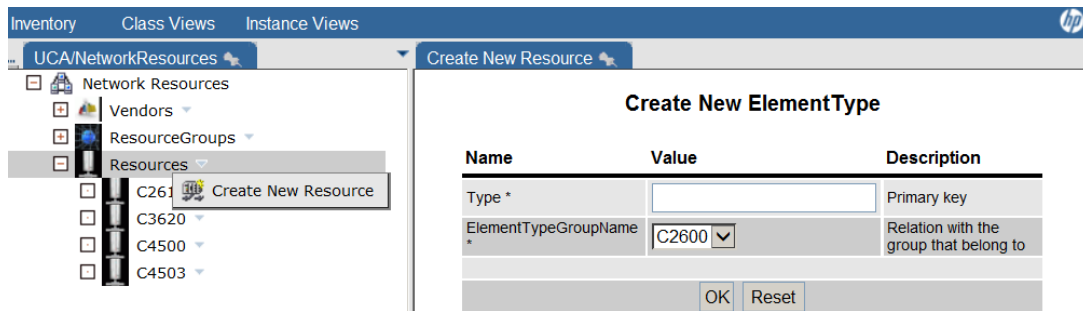 Inventory Class Views Instance Views hp
... UCA/NetworkResources
Network Resources
Vendors
ResourceGroups
Resources
Create New Resource
C3620
C4500
C4503
Create New Resource
Create New ElementType
Name Value Description
Type * Primary key
ElementTypeGroupName * C2600 Relation with the
group that belong to
OK Reset